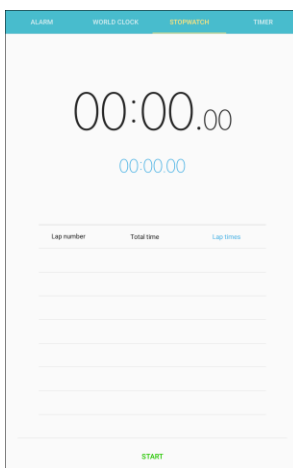 ALARM WORLD CLOCK STOPWATCH TIMER
00:00.00
00:00.00
Lap number Total time Lap times
START